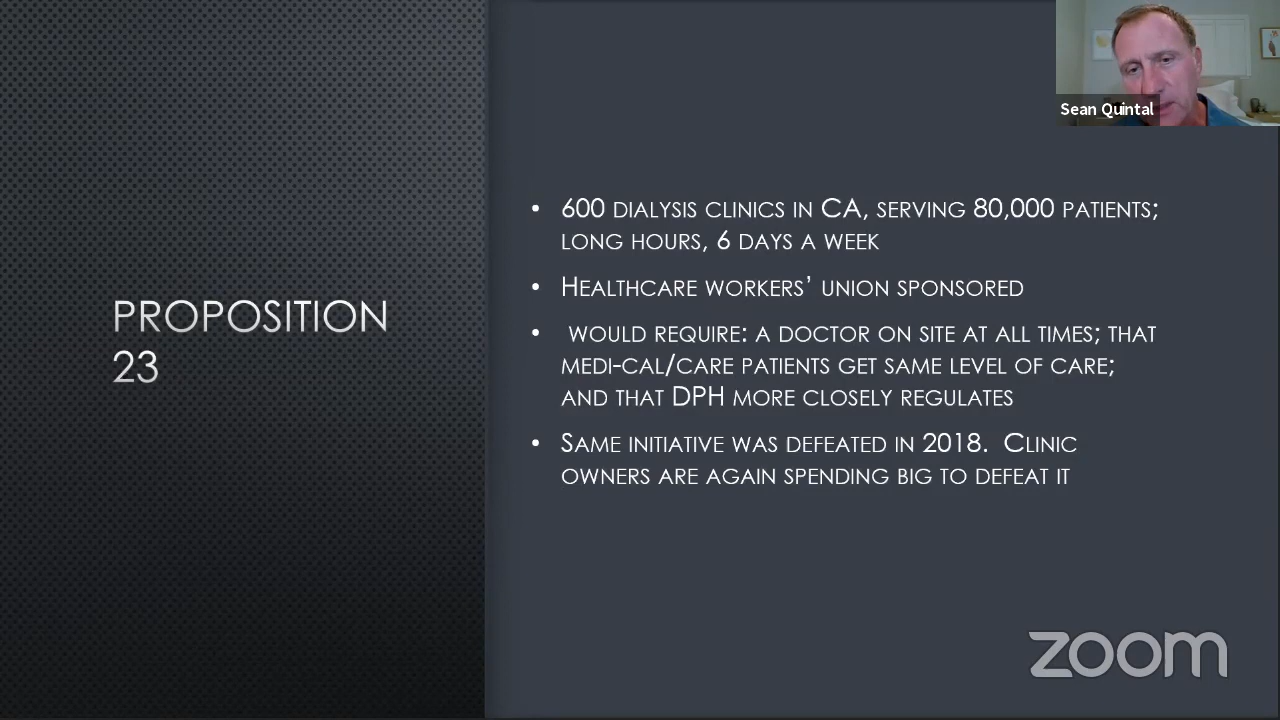 Sean Quintal
PROPOSITION
23
• 600 DIALYSIS CLINICS IN CA, SERVING 80,000 PATIENTS;
LONG HOURS, 6 DAYS A WEEK
• HEALTHCARE WORKERS’ UNION SPONSORED
• WOULD REQUIRE: A DOCTOR ON SITE AT ALL TIMES; THAT
MEDI-CAL/CARE PATIENTS GET SAME LEVEL OF CARE;
AND THAT DPH MORE CLOSELY REGULATES
• SAME INITIATIVE WAS DEFEATED IN 2018. CLINIC
OWNERS ARE AGAIN SPENDING BIG TO DEFEAT IT
zoom